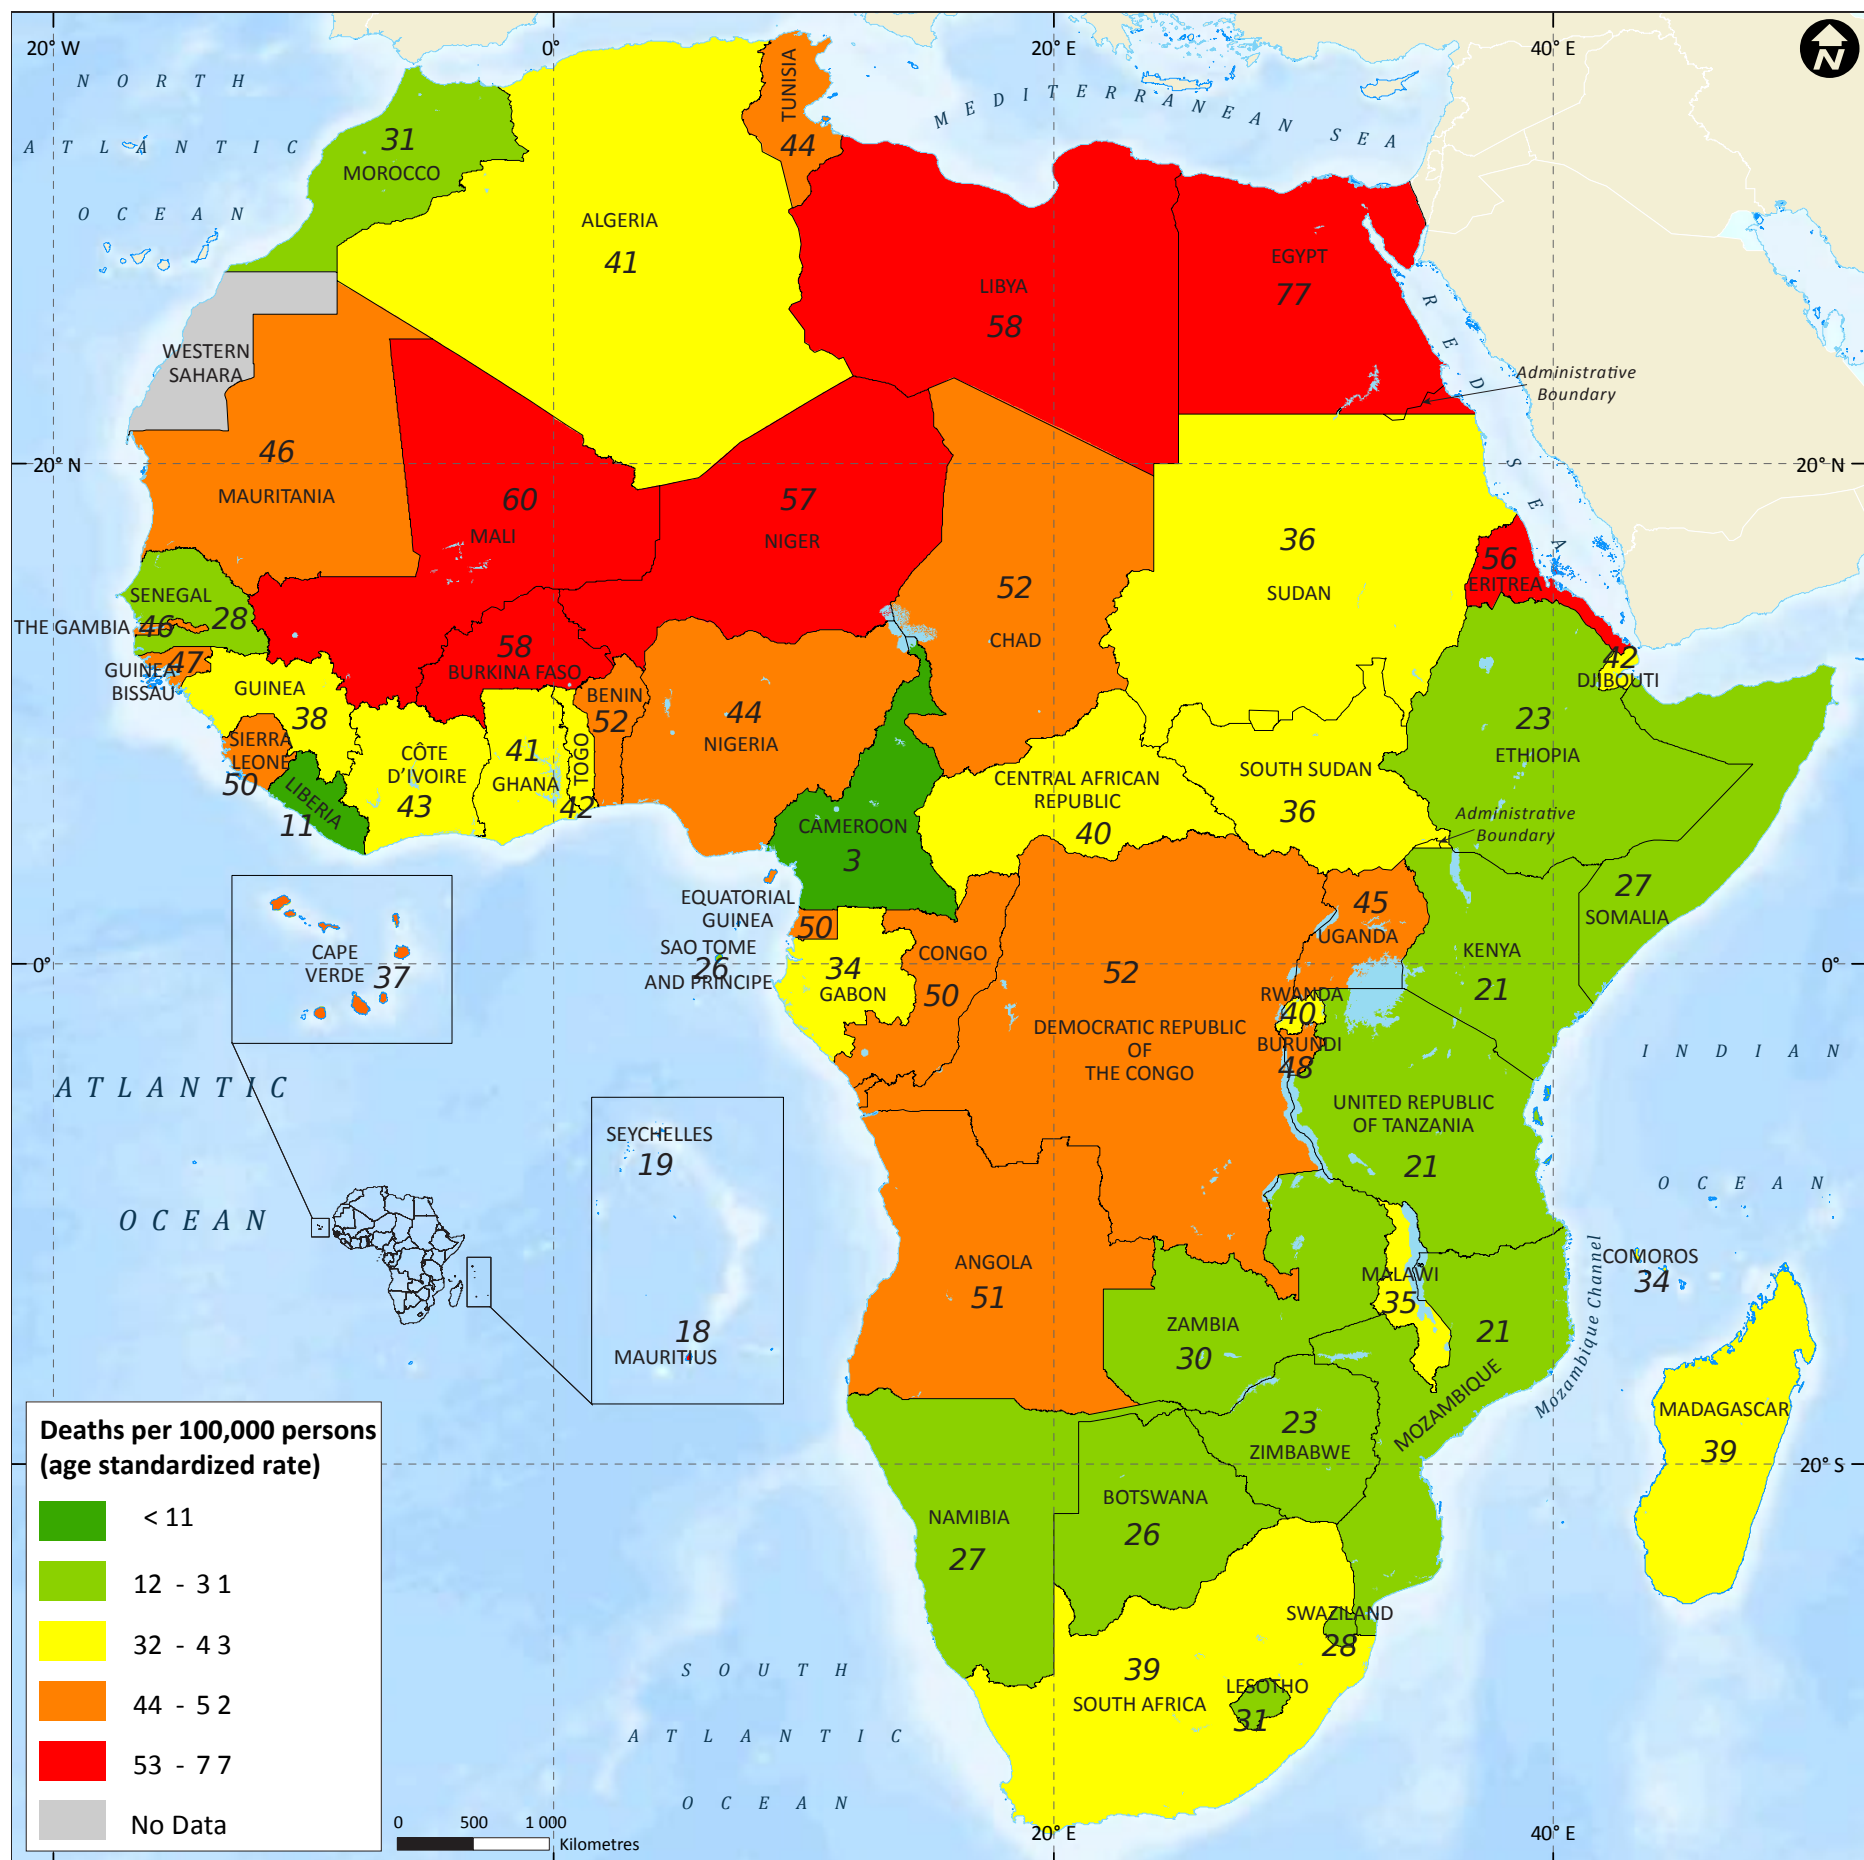 20° W
0°
20° E
40° E
N
NORTH
ATLANTIC
OCEAN
MEDITERRANEAN SEA
TUNISIA
44
31
MOROCCO
ALGERIA
41
LIBYA
58
EGYPT
77
RED SEA
WESTERN
SAHARA
Administrative
Boundary
20° N
20° N
46
MAURITANIA
60
MALI
57
NIGER
52
CHAD
36
SUDAN
56
ERITREA
SENEGAL
28
THE GAMBIA
46
GUINEA
BISSAU
47
GUINEA
38
58
BURKINA FASO
BENIN
52
44
NIGERIA
42
DJIBOUTI
23
ETHIOPIA
SIERRA
LEONE
50
LIBERIA
11
CÔTE
D'IVOIRE
43
41
GHANA
TOGO
42
CAMEROON
3
CENTRAL AFRICAN
REPUBLIC
40
SOUTH SUDAN
36
Administrative
Boundary
27
SOMALIA
EQUATORIAL
GUINEA
50
SAO TOME
26
AND PRINCIPE
CAPE
VERDE
37
0°
0°
34
GABON
CONGO
50
52
DEMOCRATIC REPUBLIC
OF
THE CONGO
45
UGANDA
KENYA
21
RWANDA
40
BURUNDI
48
INDIAN
OCEAN
ATLANTIC
OCEAN
UNITED REPUBLIC
OF TANZANIA
21
SEYCHELLES
19
18
MAURITIUS
ANGOLA
51
ZAMBIA
30
MALAWI
35
21
MOZAMBIQUE
Mozambique Channel
COMOROS
34
MADAGASCAR
39
23
ZIMBABWE
20° S
NAMIBIA
27
BOTSWANA
26
SWAZILAND
28
39
SOUTH AFRICA
LESOTHO
31
SOUTH
ATLANTIC
OCEAN
Deaths per 100,000 persons
(age standardized rate)
< 11
12 - 31
32 - 43
44 - 52
53 - 77
No Data
0 500 1 000
Kilometres
20° E
40° E